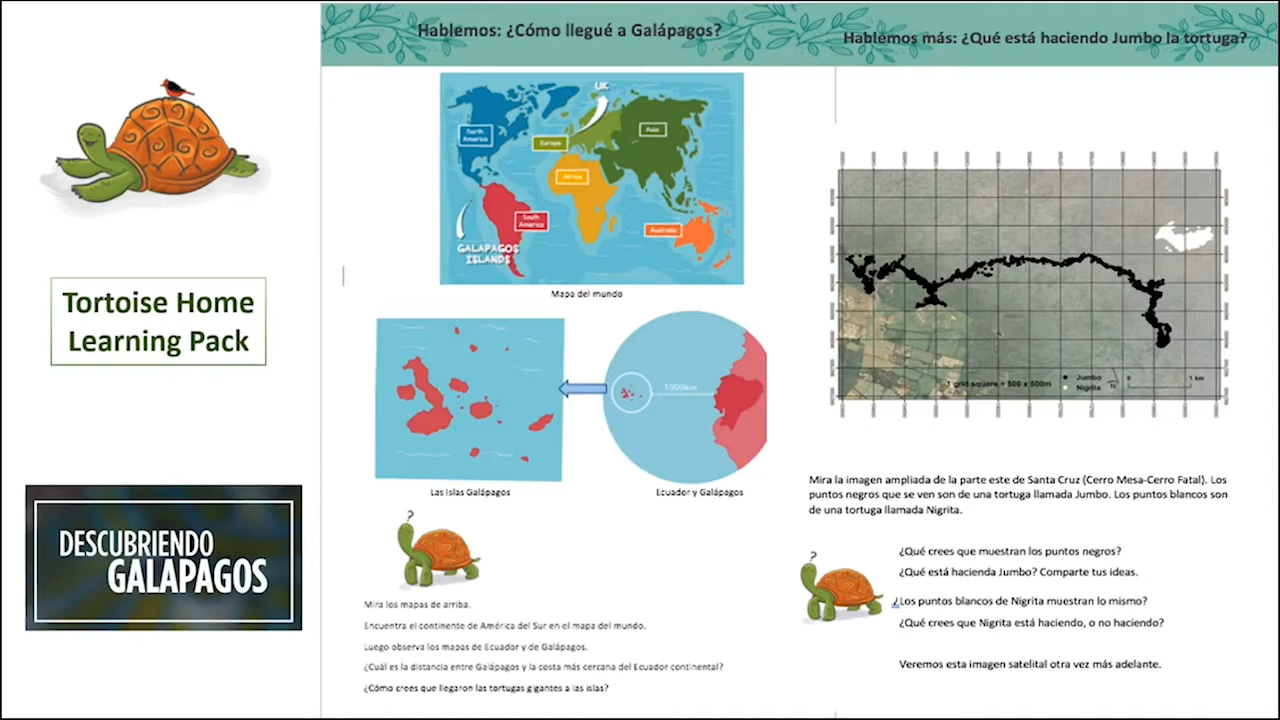 Tortoise Home
Learning Pack
DESCUBRIENDO
GALAPAGOS
Hablemos: ¿Cómo llegué a Galápagos?
UK
North
America
Europe
Asia
Africa
South
America
Australia
GALAPAGOS
ISLANDS
Mapa del mundo
1000km
Las Islas Galápagos
Ecuador y Galápagos
?
Mira los mapas de arriba.
Encuentra el continente de América del Sur en el mapa del mundo.
Luego observa los mapas de Ecuador y de Galápagos.
¿Cuál es la distancia entre Galápagos y la costa más cercana del Ecuador continental?
¿Cómo crees que llegaron las tortugas gigantes a las islas?
Hablemos más: ¿Qué está haciendo Jumbo la tortuga?
1 grid square = 500 x 500m
Jumbo
Nigrita
N
0
1 km
Mira la imagen ampliada de la parte este de Santa Cruz (Cerro Mesa-Cerro Fatal). Los
puntos negros que se ven son de una tortuga llamada Jumbo. Los puntos blancos son
de una tortuga llamada Nigrita.
?
¿Qué crees que muestran los puntos negros?
¿Qué está hacienda Jumbo? Comparte tus ideas.
¿Los puntos blancos de Nigrita muestran lo mismo?
¿Qué crees que Nigrita está haciendo, o no haciendo?
Veremos esta imagen satelital otra vez más adelante.